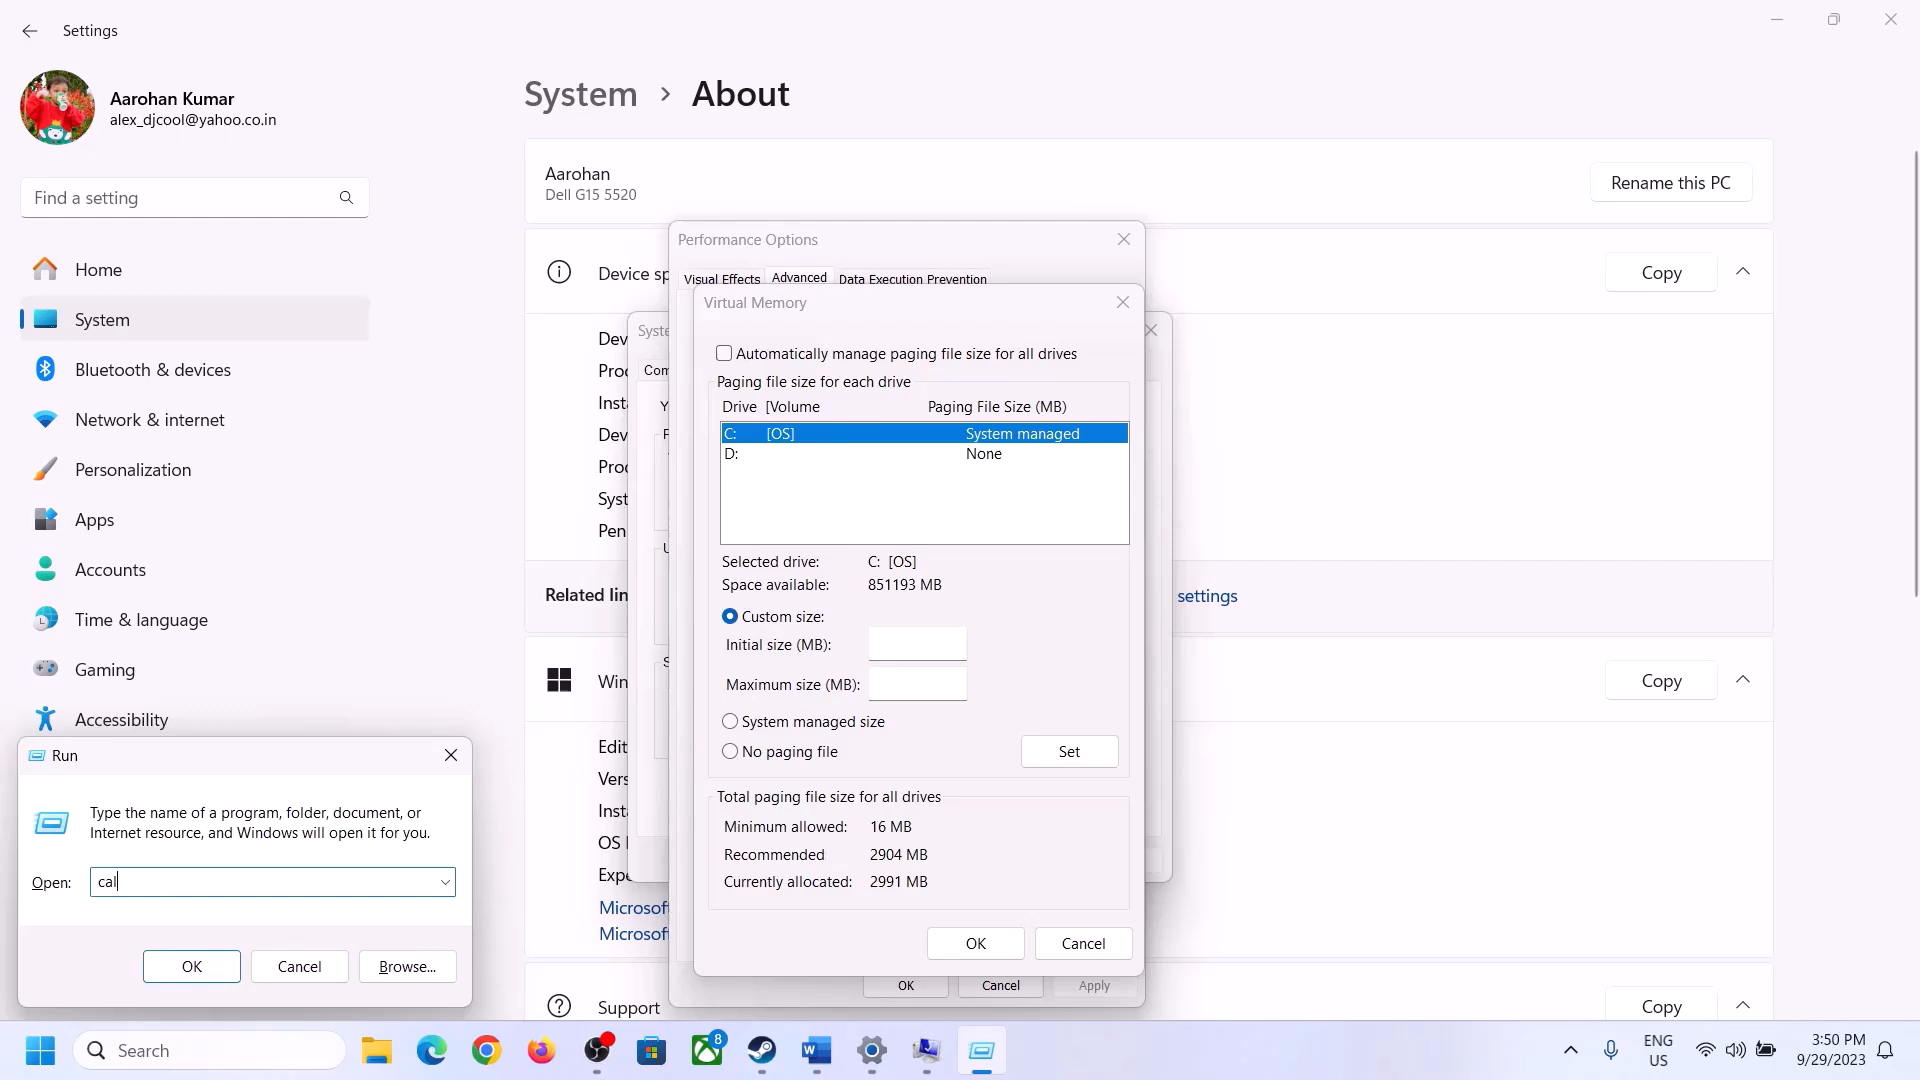 Settings
Aarohan Kumar
alex_djcool@yahoo.co.in
Find a setting
Home
System
Bluetooth & devices
Network & internet
Personalization
Apps
Accounts
Time & language
Gaming
Accessibility
System › About
Aarohan
Dell G15 5520
Rename this PC
Device sp
Copy
Related lin
settings
Copy
Support
Copy
Performance Options
Visual Effects
Advanced
Data Execution Prevention
Virtual Memory
Automatically manage paging file size for all drives
Paging file size for each drive
Drive [Volume Paging File Size (MB)
C: [OS] System managed
D: None
Selected drive: C: [OS]
Space available: 851193 MB
Custom size:
Initial size (MB):
Maximum size (MB):
System managed size
No paging file
Set
Total paging file size for all drives
Minimum allowed: 16 MB
Recommended 2904 MB
Currently allocated: 2991 MB
OK Cancel
OK Cancel Apply
Run
Type the name of a program, folder, document, or
Internet resource, and Windows will open it for you.
Open: cal
OK Cancel Browse...
Search
8
ENG
US
3:50 PM
9/29/2023